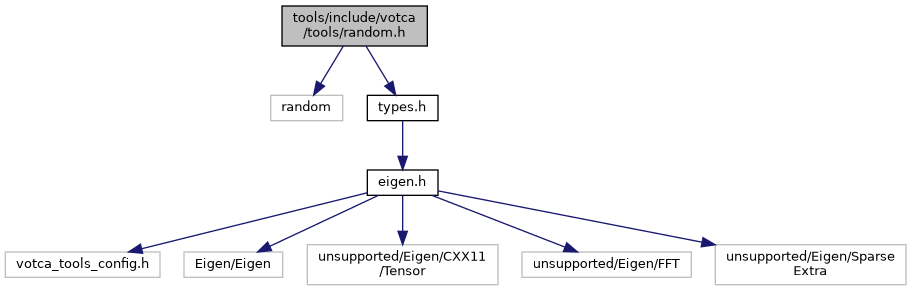 tools/include/votca
/tools/random.h
random
types.h
eigen.h
votca_tools_config.h
Eigen/Eigen
unsupported/Eigen/CXX11
/Tensor
unsupported/Eigen/FFT
unsupported/Eigen/Sparse
Extra